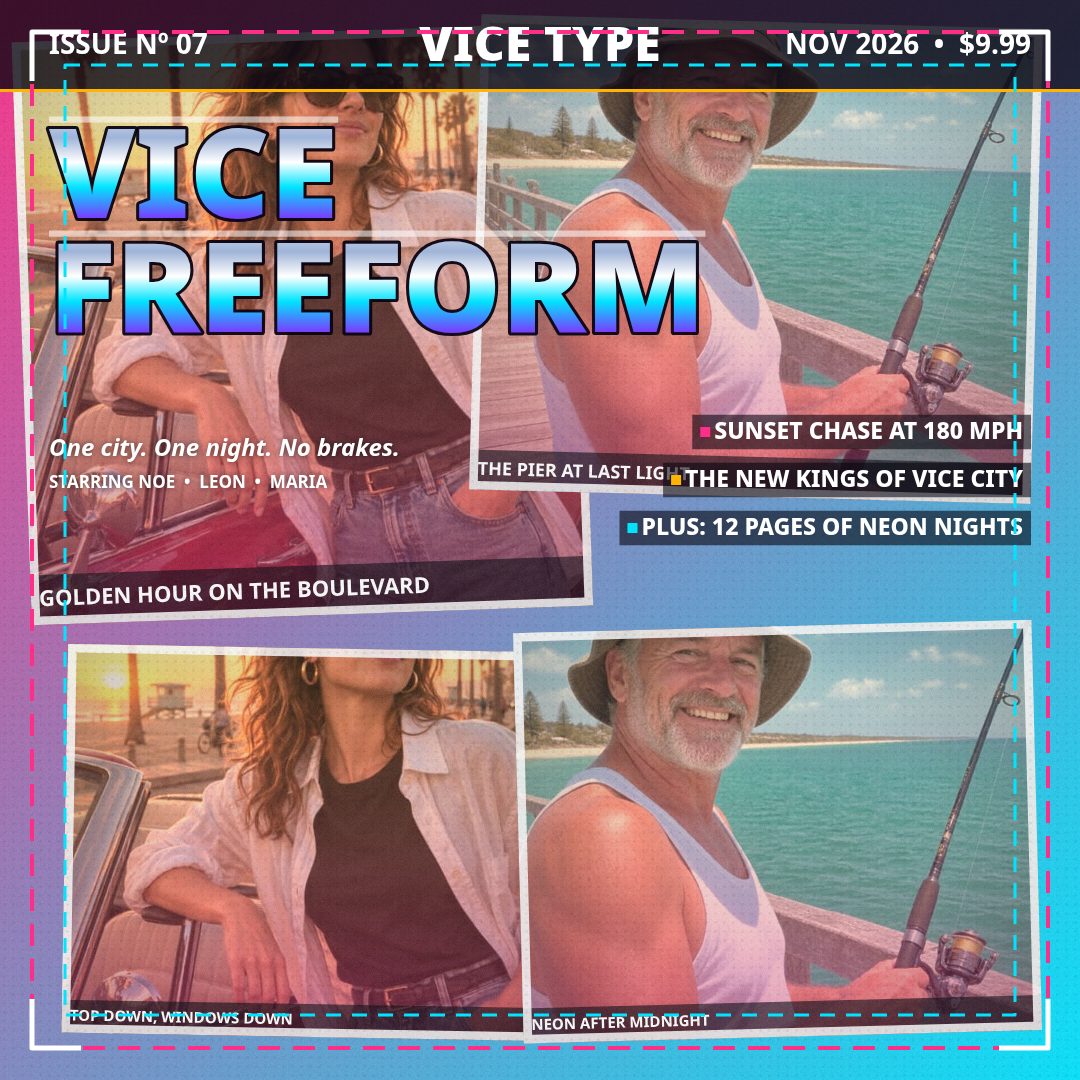 ISSUE Nº 07
VICE TYPE
NOV 2026 • $9.99
VICE
FREEFORM
One city. One night. No brakes.
STARRING NOE • LEON • MARIA
SUNSET CHASE AT 180 MPH
THE PIER AT LAST LIGHT
THE NEW KINGS OF VICE CITY
PLUS: 12 PAGES OF NEON NIGHTS
GOLDEN HOUR ON THE BOULEVARD
TOP DOWN, WINDOWS DOWN
NEON AFTER MIDNIGHT